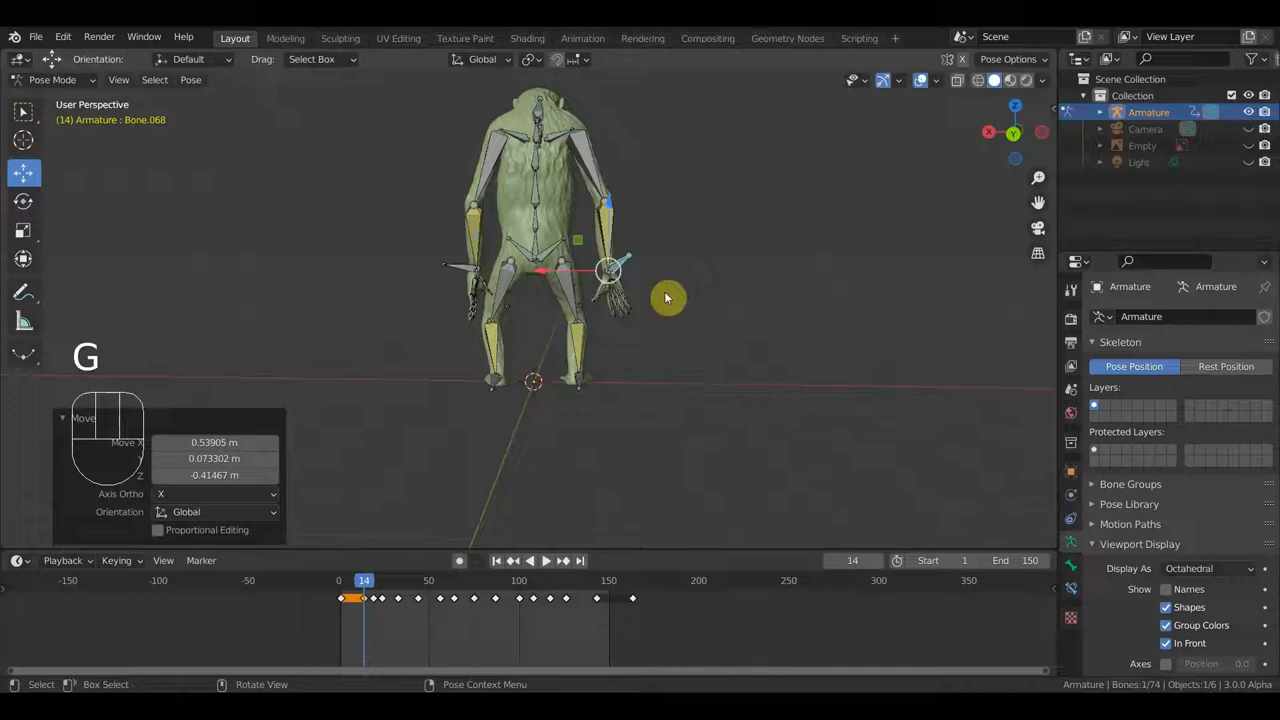 File Edit Render Window Help Layout Modeling Sculpting UV Editing Texture Paint Shading Animation Rendering Compositing Geometry Nodes Scripting + Scene View Layer
Orientation: Default Drag: Select Box Global Pose Options
Pose Mode View Select Pose
Scene Collection
Collection
Armature
Camera
Empty
Light
User Perspective
(14) Armature : Bone.068
Z
X
Y
G
Move
Move X 0.53905 m
Y 0.073302 m
Z -0.41467 m
Axis Ortho X
Orientation Global
Proportional Editing
Armature Armature
Armature
Skeleton
Pose Position Rest Position
Layers:
Protected Layers:
Bone Groups
Pose Library
Motion Paths
Viewport Display
Display As Octahedral
Show Names
Shapes
Group Colors
In Front
Axes Position 0.0
Playback Keying View Marker 14 Start 1 End 150
-150 -100 -50 0 14 50 100 150 200 250 300 350
Select Box Select Rotate View Pose Context Menu Armature | Bones:1/74 | Objects:1/6 | 3.0.0 Alpha